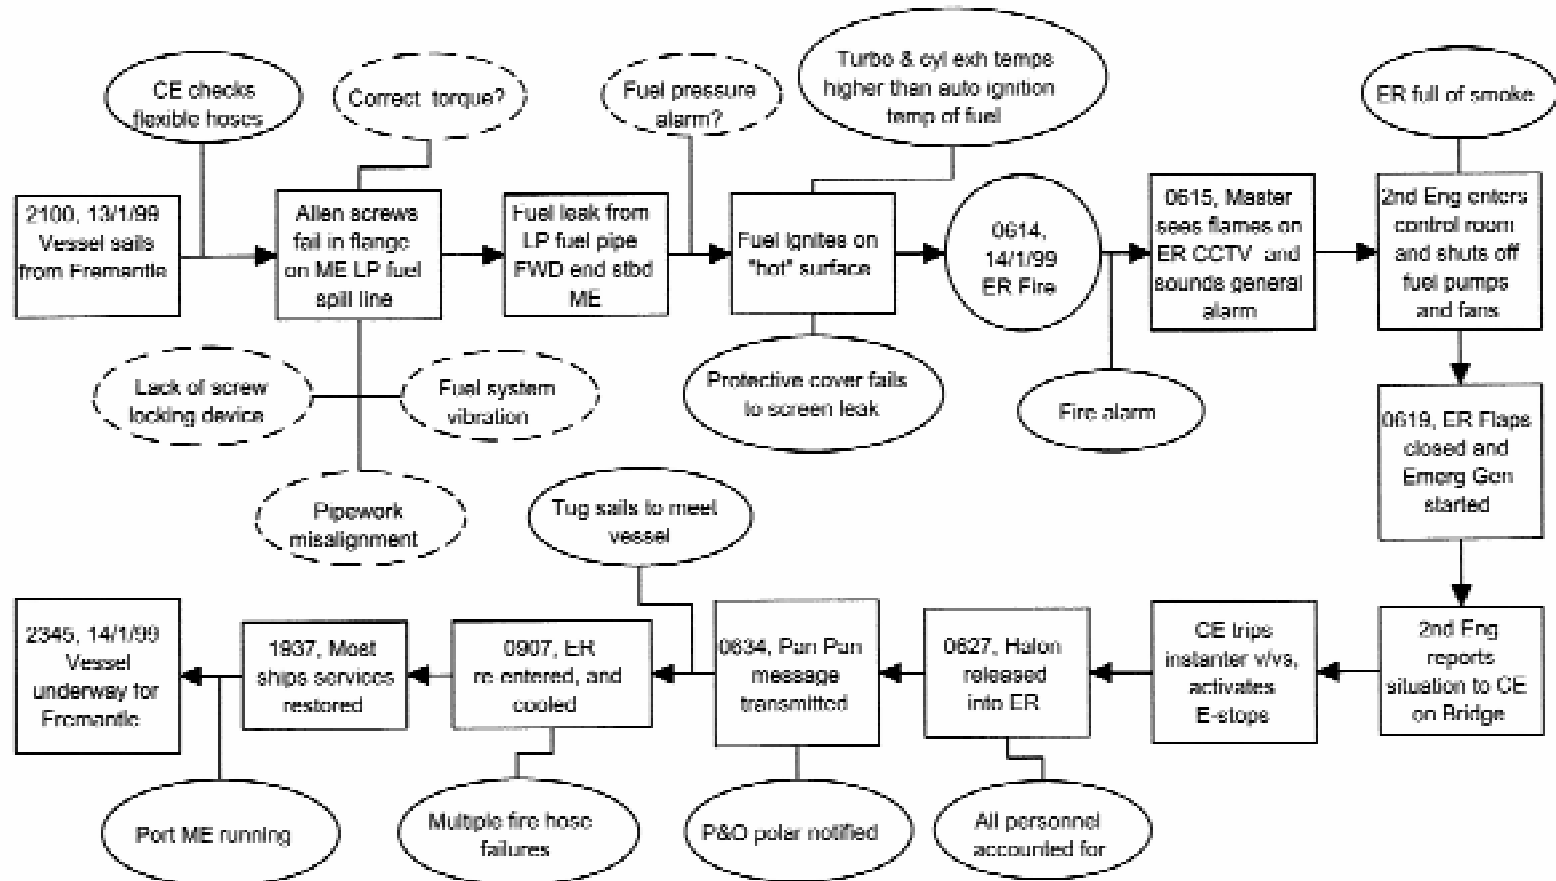 CE checks
flexible hoses
Correct torque?
Fuel pressure
alarm?
Turbo & cyl exh temps
higher than auto ignition
temp of fuel
ER full of smoke
2100, 13/1/99
Vessel sails
from Fremantle
Allen screws
fail in flange
on ME LP fuel
spill line
Fuel leak from
LP fuel pipe
FWD end stbd
ME
Fuel ignites on
"hot" surface
0614,
14/1/99
ER Fire
0615, Master
sees flames on
ER CCTV and
sounds general
alarm
2nd Eng enters
control room
and shuts off
fuel pumps
and fans
Lack of screw
locking device
Fuel system
vibration
Protective cover fails
to screen leak
Fire alarm
0619, ER Flaps
closed and
Emerg Gen
started
Pipework
misalignment
Tug sails to meet
vessel
2345, 14/1/99
Vessel
underway for
Fremantle
1937, Most
ships services
restored
0907, ER
re entered, and
cooled
0634, Pan Pan
message
transmitted
0627, Halon
released
into ER
CE trips
instanter v/vs,
activates
E-stops
2nd Eng
reports
situation to CE
on Bridge
Port ME running
Multiple fire hose
failures
P&O polar notified
All personnel
accounted for